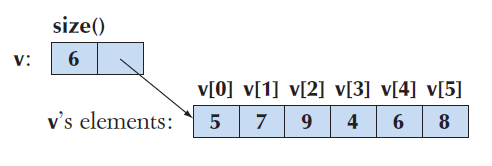 size()
v: 6
v[0] v[1] v[2] v[3] v[4] v[5]
v's elements: 5 7 9 4 6 8